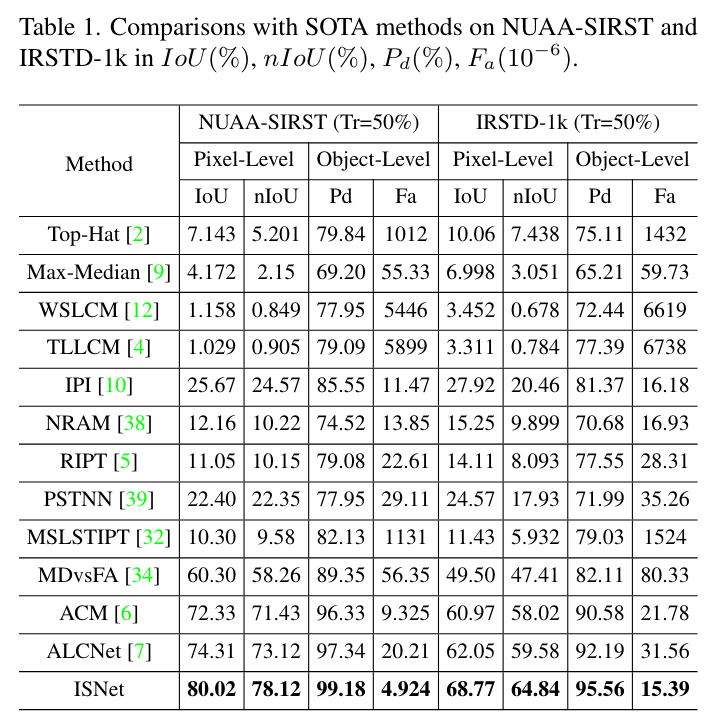 Table 1. Comparisons with SOTA methods on NUAA-SIRST and
IRSTD-1k in IoU(%), nIoU(%), P_d(%), F_a(10^{-6}).
NUAA-SIRST (Tr=50%) IRSTD-1k (Tr=50%)
Method Pixel-Level Object-Level Pixel-Level Object-Level
IoU nIoU Pd Fa IoU nIoU Pd Fa
Top-Hat [2] 7.143 5.201 79.84 1012 10.06 7.438 75.11 1432
Max-Median [9] 4.172 2.15 69.20 55.33 6.998 3.051 65.21 59.73
WSLCM [12] 1.158 0.849 77.95 5446 3.452 0.678 72.44 6619
TLLCM [4] 1.029 0.905 79.09 5899 3.311 0.784 77.39 6738
IPI [10] 25.67 24.57 85.55 11.47 27.92 20.46 81.37 16.18
NRAM [38] 12.16 10.22 74.52 13.85 15.25 9.899 70.68 16.93
RIPT [5] 11.05 10.15 79.08 22.61 14.11 8.093 77.55 28.31
PSTNN [39] 22.40 22.35 77.95 29.11 24.57 17.93 71.99 35.26
MSLSTIPT [32] 10.30 9.58 82.13 1131 11.43 5.932 79.03 1524
MDvsFA [34] 60.30 58.26 89.35 56.35 49.50 47.41 82.11 80.33
ACM [6] 72.33 71.43 96.33 9.325 60.97 58.02 90.58 21.78
ALCNet [7] 74.31 73.12 97.34 20.21 62.05 59.58 92.19 31.56
ISNet 80.02 78.12 99.18 4.924 68.77 64.84 95.56 15.39